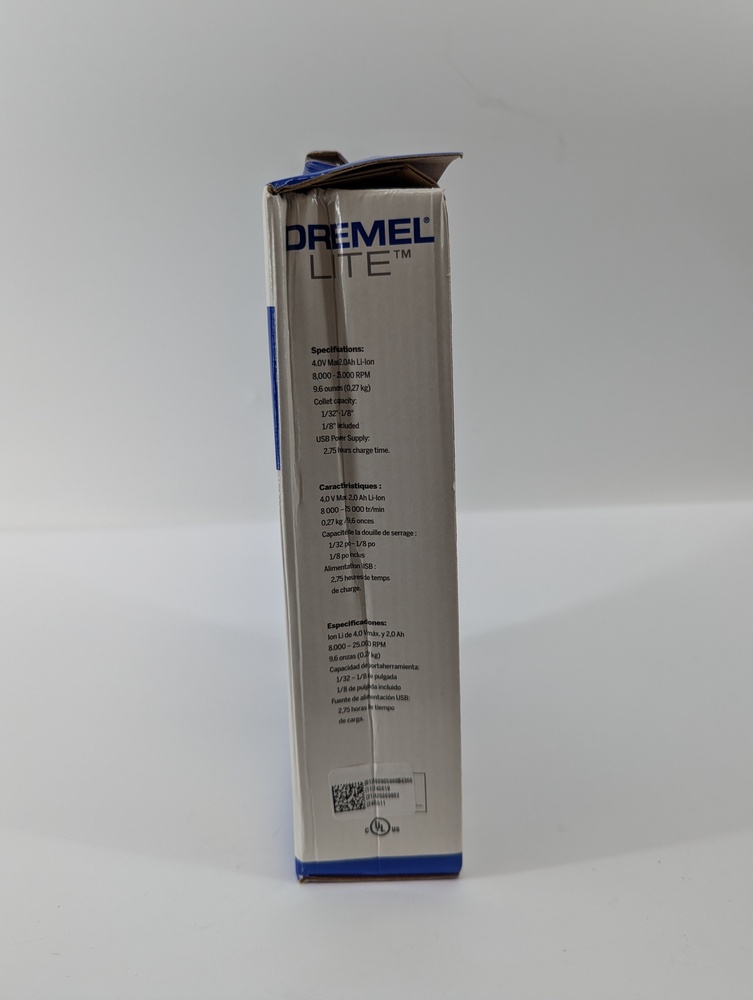 DREMEL®
LITE™
Specifications:
4.0V Max 2.0Ah Li-Ion
8,000 - RPM
9.6 ounces (0,27 kg)
Collet capacity:
1/32"-1/8"
1/8" included
USB Power Supply:
2.75 hours charge time.
Caractéristiques :
4,0 V Max 2,0 Ah Li-Ion
8 000 – tr/min
0,27 kg / 9,6 onces
Capacité de la douille de serrage :
1/32 po – 1/8 po
1/8 po inclus
Alimentation USB :
2,75 heures de temps
de charge.
Especificaciones:
Ion Li de 4,0 Vmáx. y 2,0 Ah
8.000 – 25.000 RPM
9,6 onzas (0,27 kg)
Capacidad de portaherramienta:
1/32 – 1/8 de pulgada
1/8 de pulgada incluido
Fuente de alimentación USB:
2,75 horas de tiempo
de carga.
C UL US